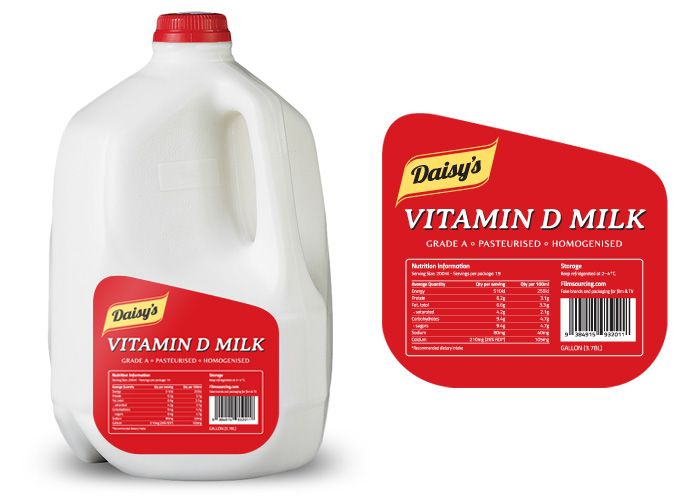 Daisy's
VITAMIN D MILK
GRADE A ∘ PASTEURISED ∘ HOMOGENISED
Nutrition Information
Storage
GALLON (3.78L)
Daisy's
VITAMIN D MILK
GRADE A ∘ PASTEURISED ∘ HOMOGENISED
Nutrition Information
Serving Size: 200ml - Servings per package: 19
Average Quantity Qty per serving Qty per 100ml
Energy
Protein 6.2g 3.1g
Fat, total 6.6g 3.3g
- saturated 4.2g 2.1g
Carbohydrates 9.4g 4.7g
- sugars 9.4g 4.7g
Sodium 80mg 40mg
Calcium 210mg (26% RDI*) 105mg
*Recommended dietary intake
Storage
Keep refrigerated at 2-4°C
Filmsourcing.com
Fake brands and packaging for film & TV
9 384915 932011
GALLON (3.78L)